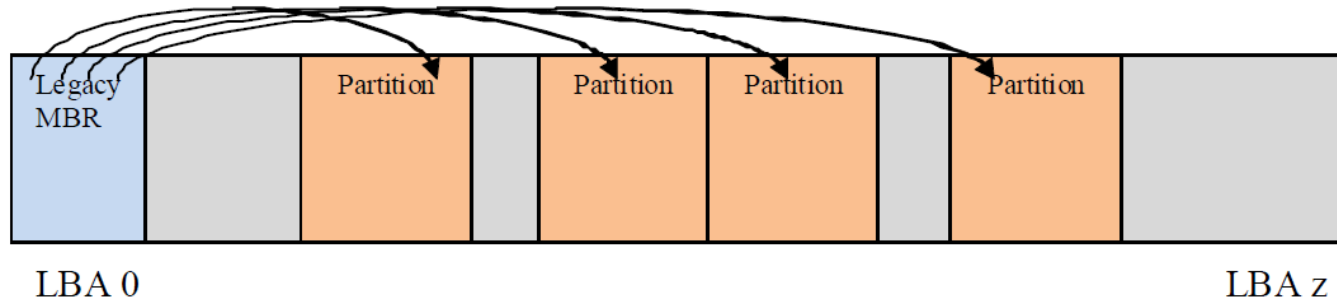 Legacy
MBR
Partition
Partition
Partition
Partition
LBA 0
LBA z